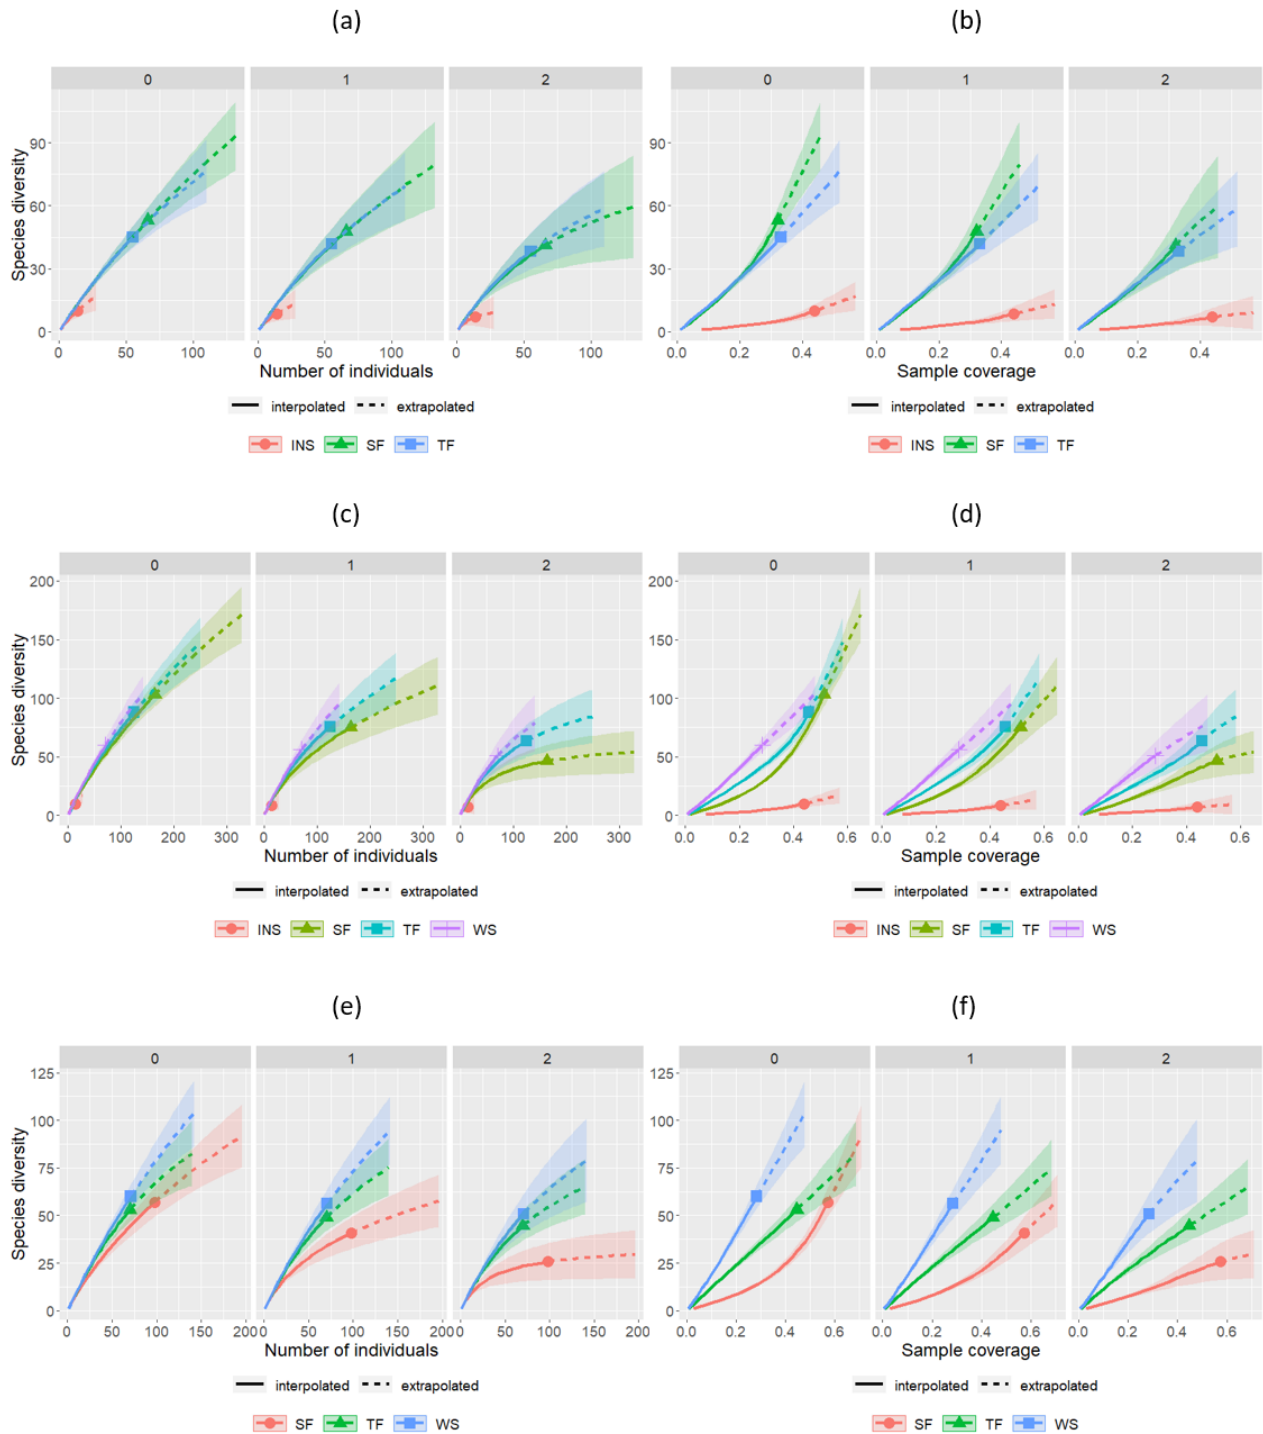 (a) (b)
0 1 2 0 1 2
Species diversity
90
60
30
0
90
60
30
0
0 50 100 0 50 100 0 50 100 0.0 0.2 0.4 0.0 0.2 0.4 0.0 0.2 0.4
Number of individuals Sample coverage
interpolated extrapolated interpolated extrapolated
INS SF TF INS SF TF
(c) (d)
0 1 2 0 1 2
Species diversity
200
150
100
50
0
Species diversity
200
150
100
50
0
0 100 200 300 0 100 200 300 0 100 200 300 0.0 0.2 0.4 0.6 0.0 0.2 0.4 0.6 0.0 0.2 0.4 0.6
Number of individuals Sample coverage
interpolated extrapolated interpolated extrapolated
INS SF TF WS INS SF TF WS
(e) (f)
0 1 2 0 1 2
Species diversity
125
100
75
50
25
0
Species diversity
125
100
75
50
25
0
0 50 100 150 200 0 50 100 150 200 0 50 100 150 200 0.0 0.2 0.4 0.6 0.0 0.2 0.4 0.6 0.0 0.2 0.4 0.6
Number of individuals Sample coverage
interpolated extrapolated interpolated extrapolated
SF TF WS SF TF WS